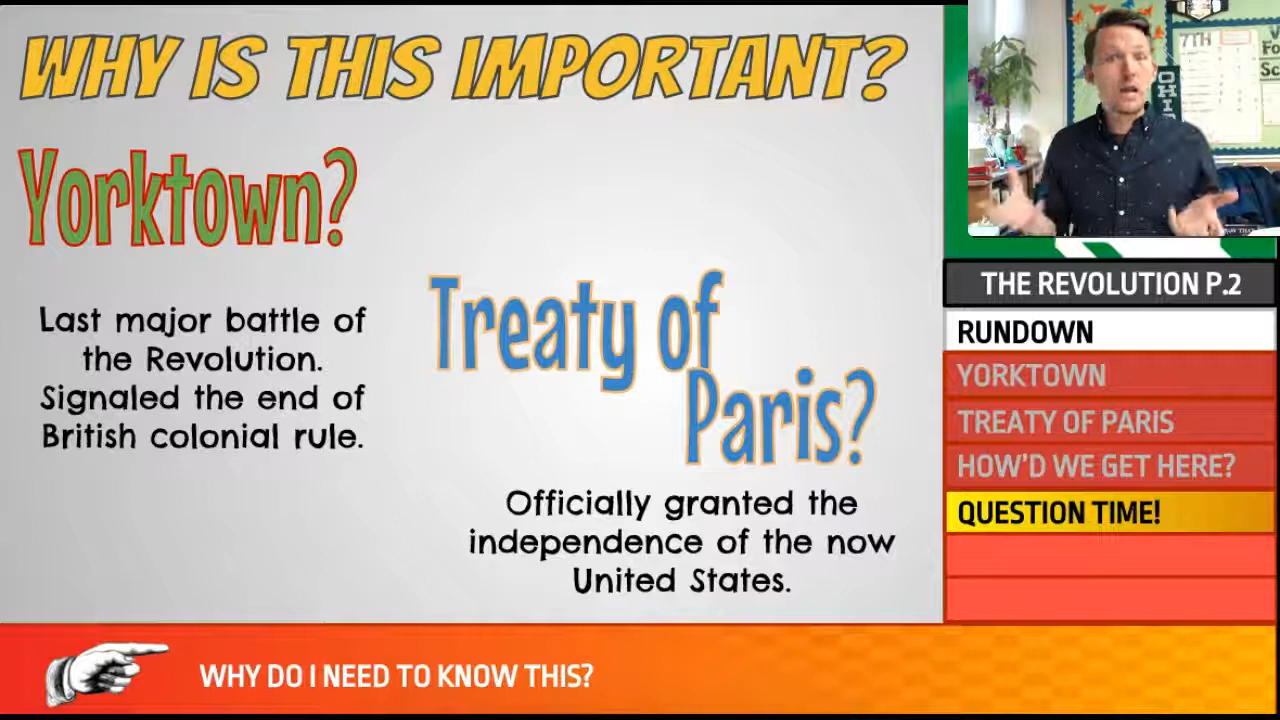 WHY IS THIS IMPORTANT?
Yorktown?
Last major battle of
the Revolution.
Signaled the end of
British colonial rule.
Treaty of
Paris?
Officially granted the
independence of the now
United States.
7TH
THE REVOLUTION P.2
RUNDOWN
YORKTOWN
TREATY OF PARIS
HOW'D WE GET HERE?
QUESTION TIME!
WHY DO I NEED TO KNOW THIS?